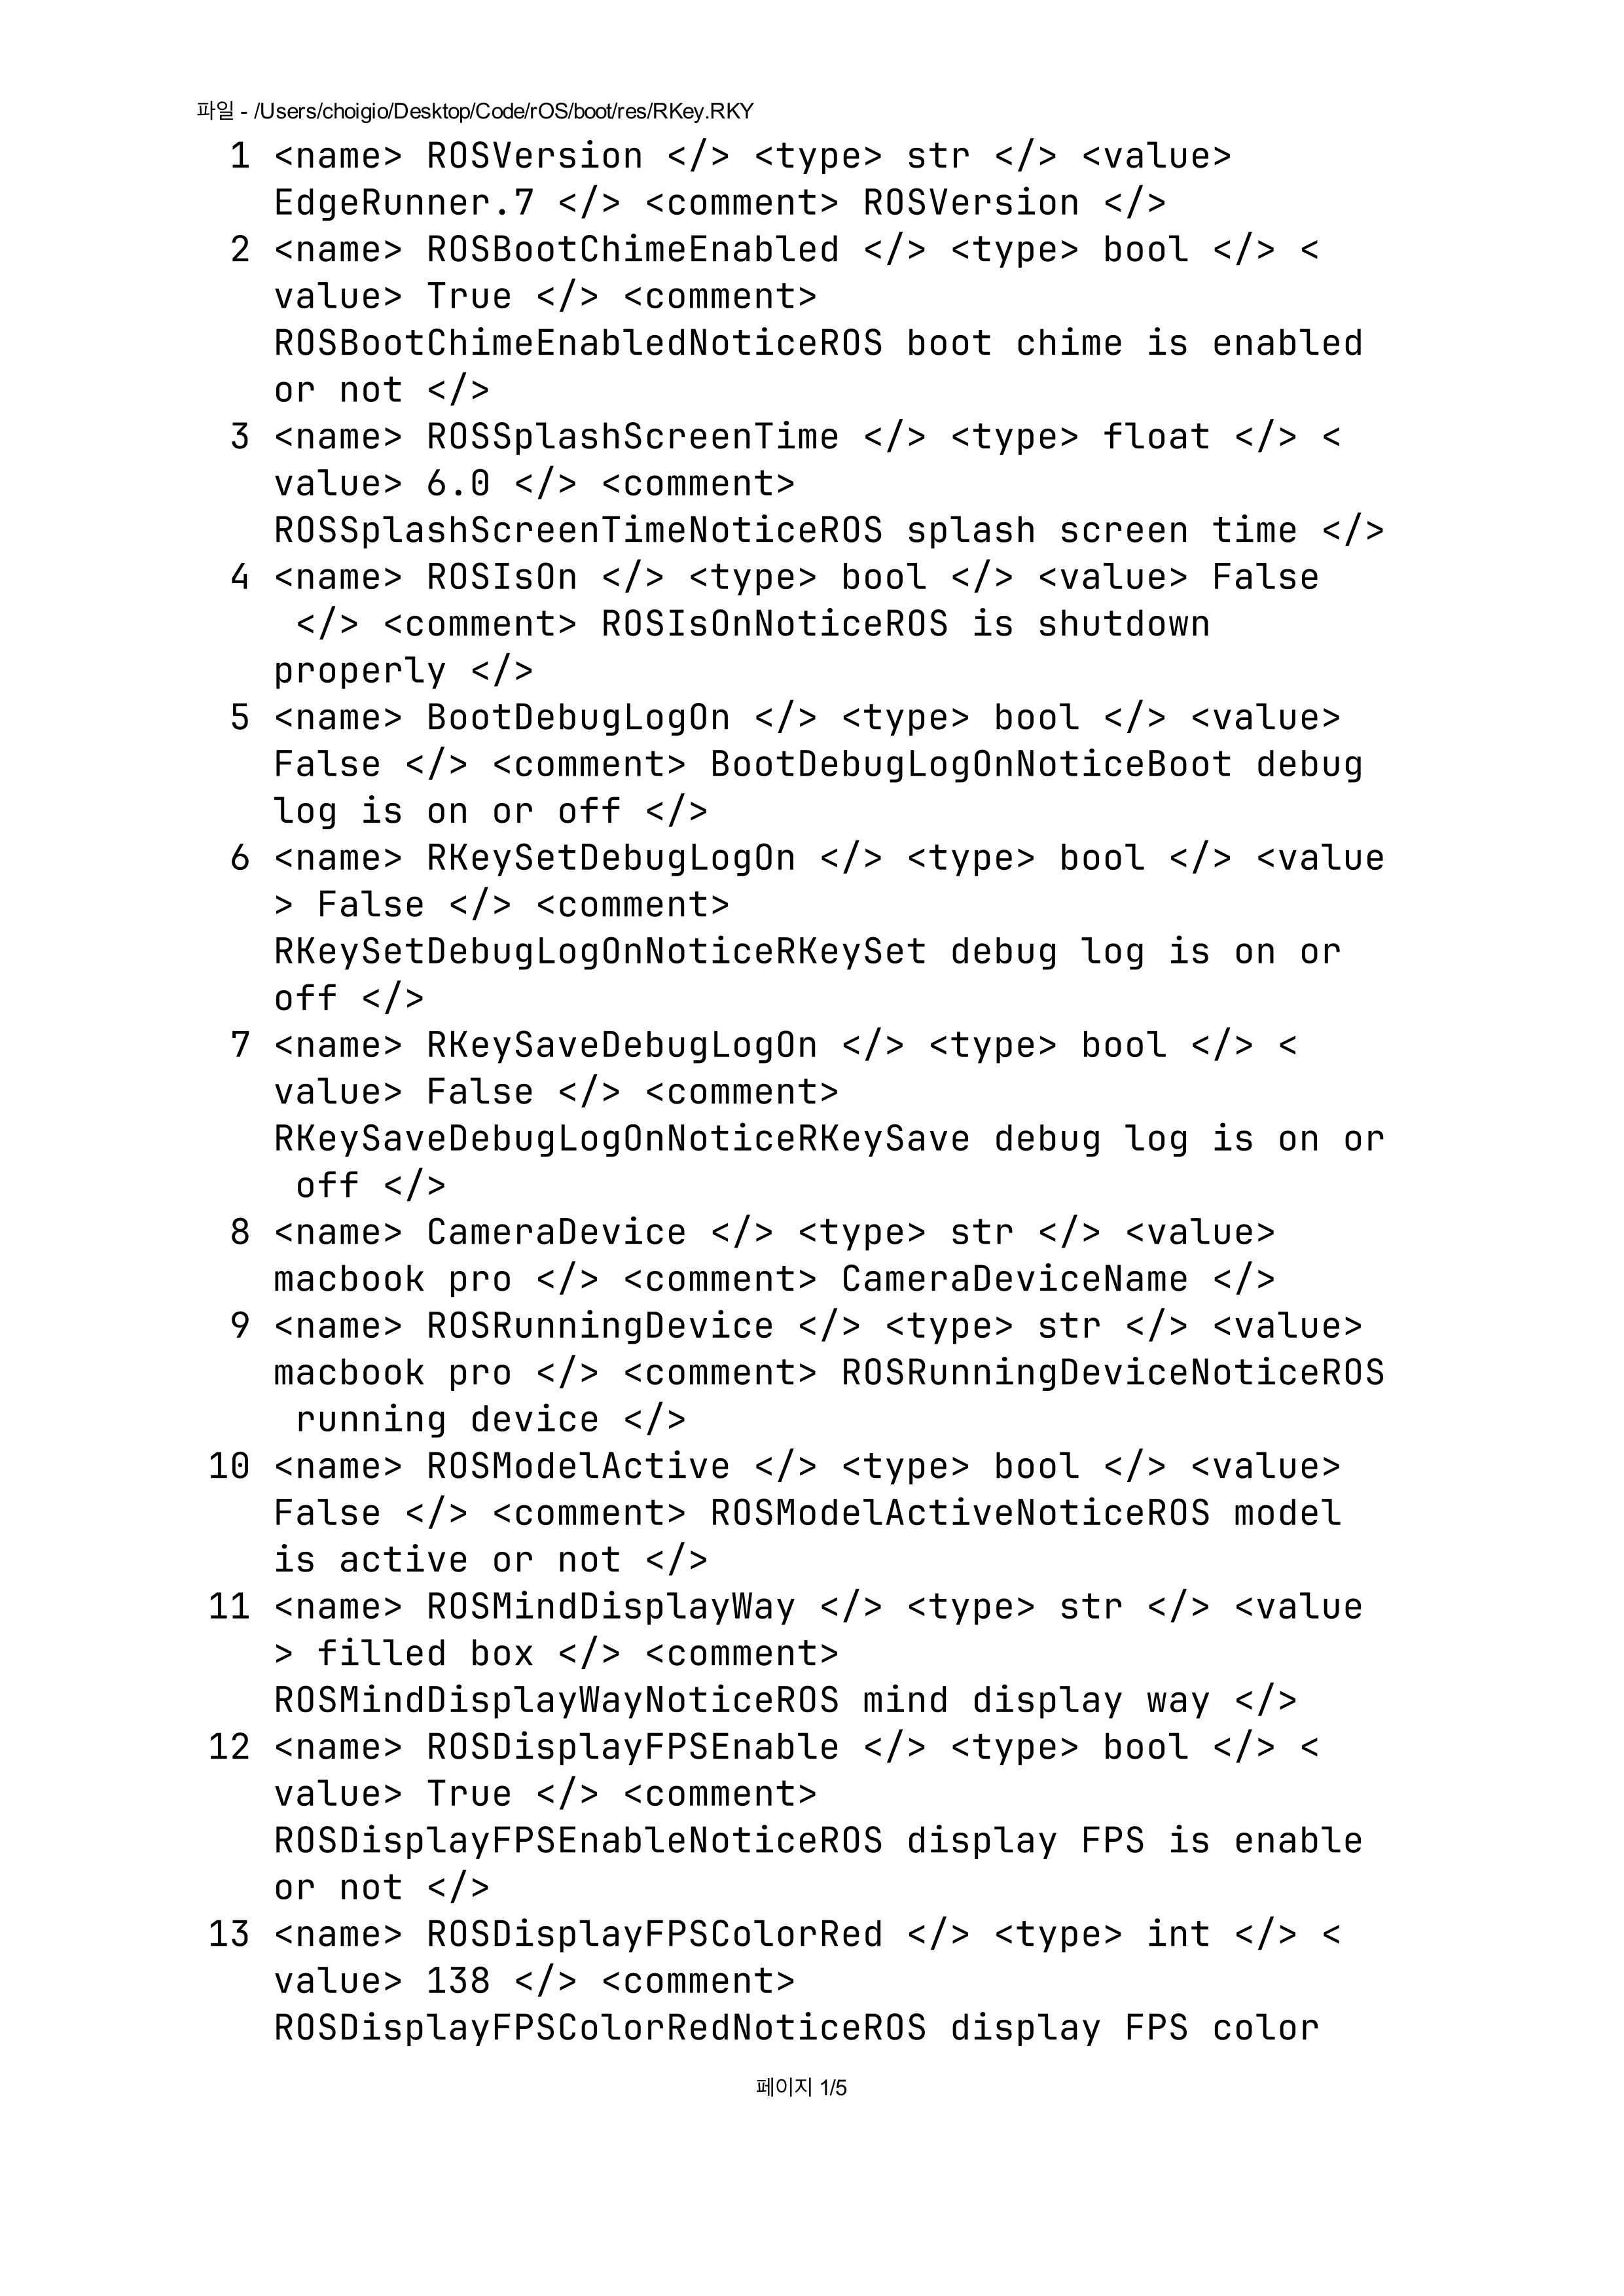 파일 - /Users/choigio/Desktop/Code/rOS/boot/res/RKey.RKY
1 <name> ROSVersion </> <type> str </> <value>
EdgeRunner.7 </> <comment> ROSVersion </>
2 <name> ROSBootChimeEnabled </> <type> bool </> <
value> True </> <comment>
ROSBootChimeEnabledNoticeROS boot chime is enabled
or not </>
3 <name> ROSSplashScreenTime </> <type> float </> <
value> 6.0 </> <comment>
ROSSplashScreenTimeNoticeROS splash screen time </>
4 <name> ROSIsOn </> <type> bool </> <value> False
</> <comment> ROSIsOnNoticeROS is shutdown
properly </>
5 <name> BootDebugLogOn </> <type> bool </> <value>
False </> <comment> BootDebugLogOnNoticeBoot debug
log is on or off </>
6 <name> RKeySetDebugLogOn </> <type> bool </> <value
> False </> <comment>
RKeySetDebugLogOnNoticeRKeySet debug log is on or
off </>
7 <name> RKeySaveDebugLogOn </> <type> bool </> <
value> False </> <comment>
RKeySaveDebugLogOnNoticeRKeySave debug log is on or
off </>
8 <name> CameraDevice </> <type> str </> <value>
macbook pro </> <comment> CameraDeviceName </>
9 <name> ROSRunningDevice </> <type> str </> <value>
macbook pro </> <comment> ROSRunningDeviceNoticeROS
running device </>
10 <name> ROSModelActive </> <type> bool </> <value>
False </> <comment> ROSModelActiveNoticeROS model
is active or not </>
11 <name> ROSMindDisplayWay </> <type> str </> <value
> filled box </> <comment>
ROSMindDisplayWayNoticeROS mind display way </>
12 <name> ROSDisplayFPSEnable </> <type> bool </> <
value> True </> <comment>
ROSDisplayFPSEnableNoticeROS display FPS is enable
or not </>
13 <name> ROSDisplayFPSColorRed </> <type> int </> <
value> 138 </> <comment>
ROSDisplayFPSColorRedNoticeROS display FPS color
페이지 1/5